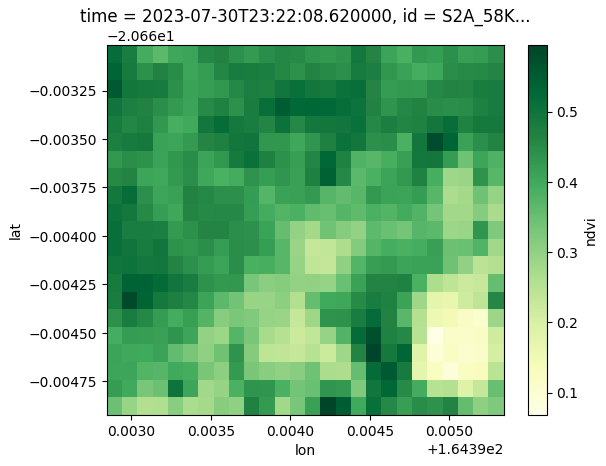 time = 2023-07-30T23:22:08.620000, id = S2A_58K...
−2.066e1
−0.00325
−0.00350
−0.00375
−0.00400
−0.00425
−0.00450
−0.00475
lat
0.0030 0.0035 0.0040 0.0045 0.0050
lon
+1.6439e2
0.5
0.4
0.3
0.2
0.1
ndvi